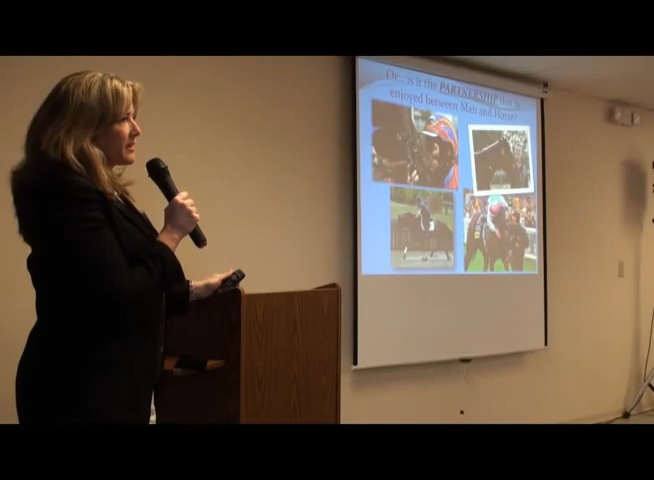 Or... is it the PARTNERSHIP that is
enjoyed between Man and Horse?